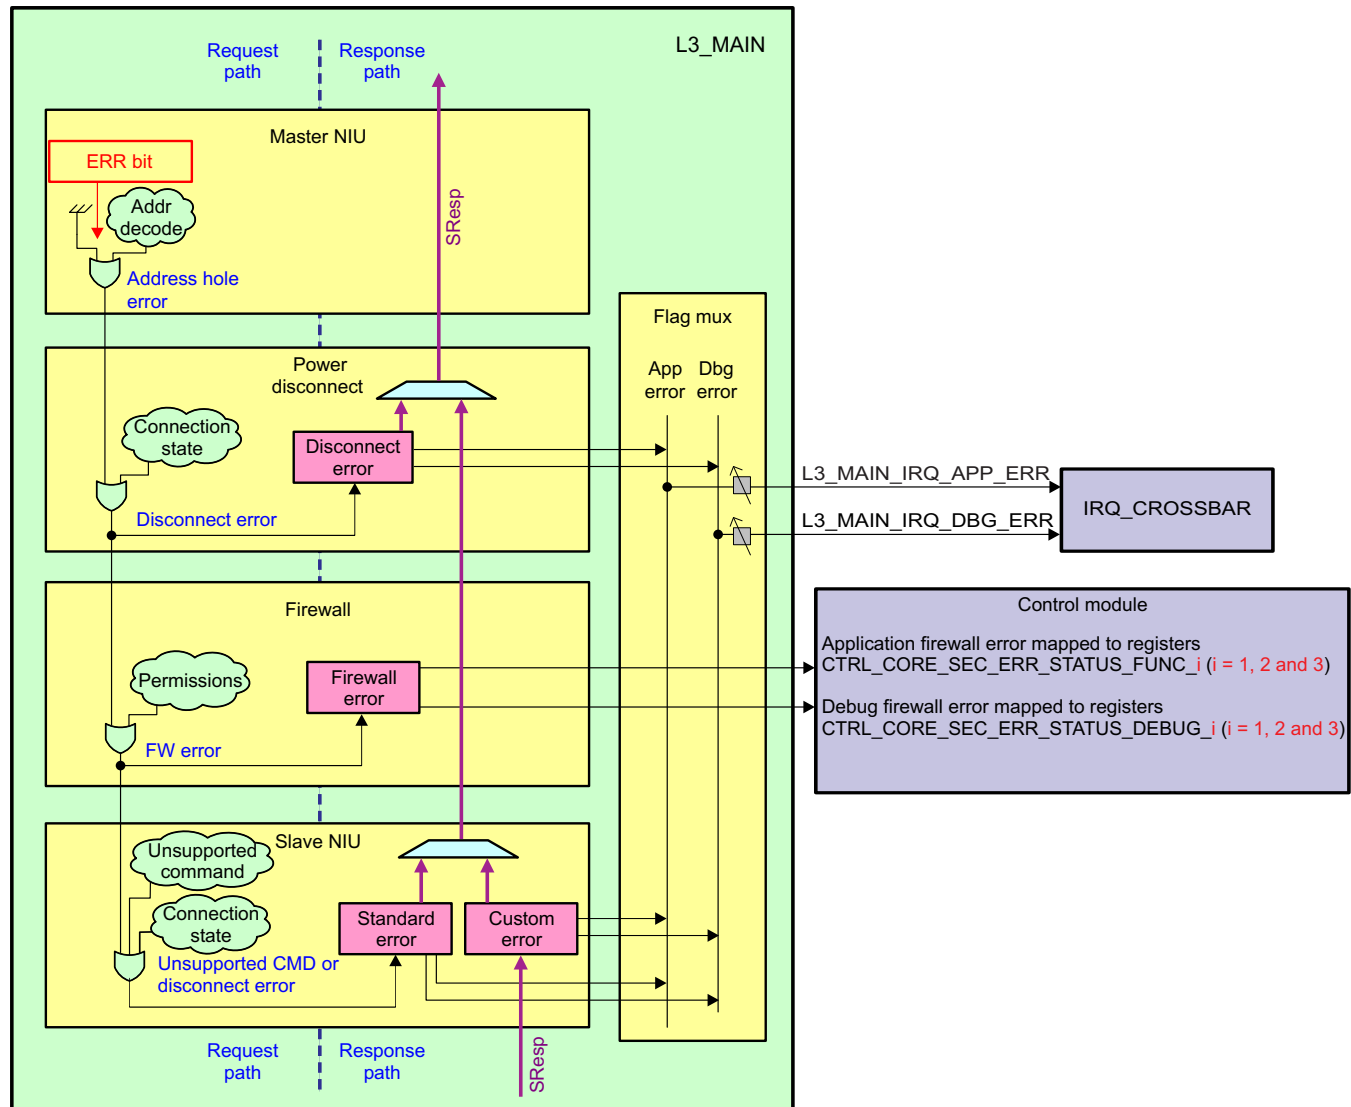 L3_MAIN
Request
path
Response
path
Master NIU
ERR bit
Addr
decode
Address hole
error
SResp
Flag mux
App
error
Dbg
error
Power
disconnect
Connection
state
Disconnect
error
Disconnect error
L3_MAIN_IRQ_APP_ERR
L3_MAIN_IRQ_DBG_ERR
IRQ_CROSSBAR
Firewall
Permissions
Firewall
error
FW error
Control module
Application firewall error mapped to registers
CTRL_CORE_SEC_ERR_STATUS_FUNC_i (i = 1, 2 and 3)
Debug firewall error mapped to registers
CTRL_CORE_SEC_ERR_STATUS_DEBUG_i (i = 1, 2 and 3)
Slave NIU
Unsupported
command
Connection
state
Standard
error
Custom
error
Unsupported CMD or
disconnect error
Request
path
Response
path
SResp